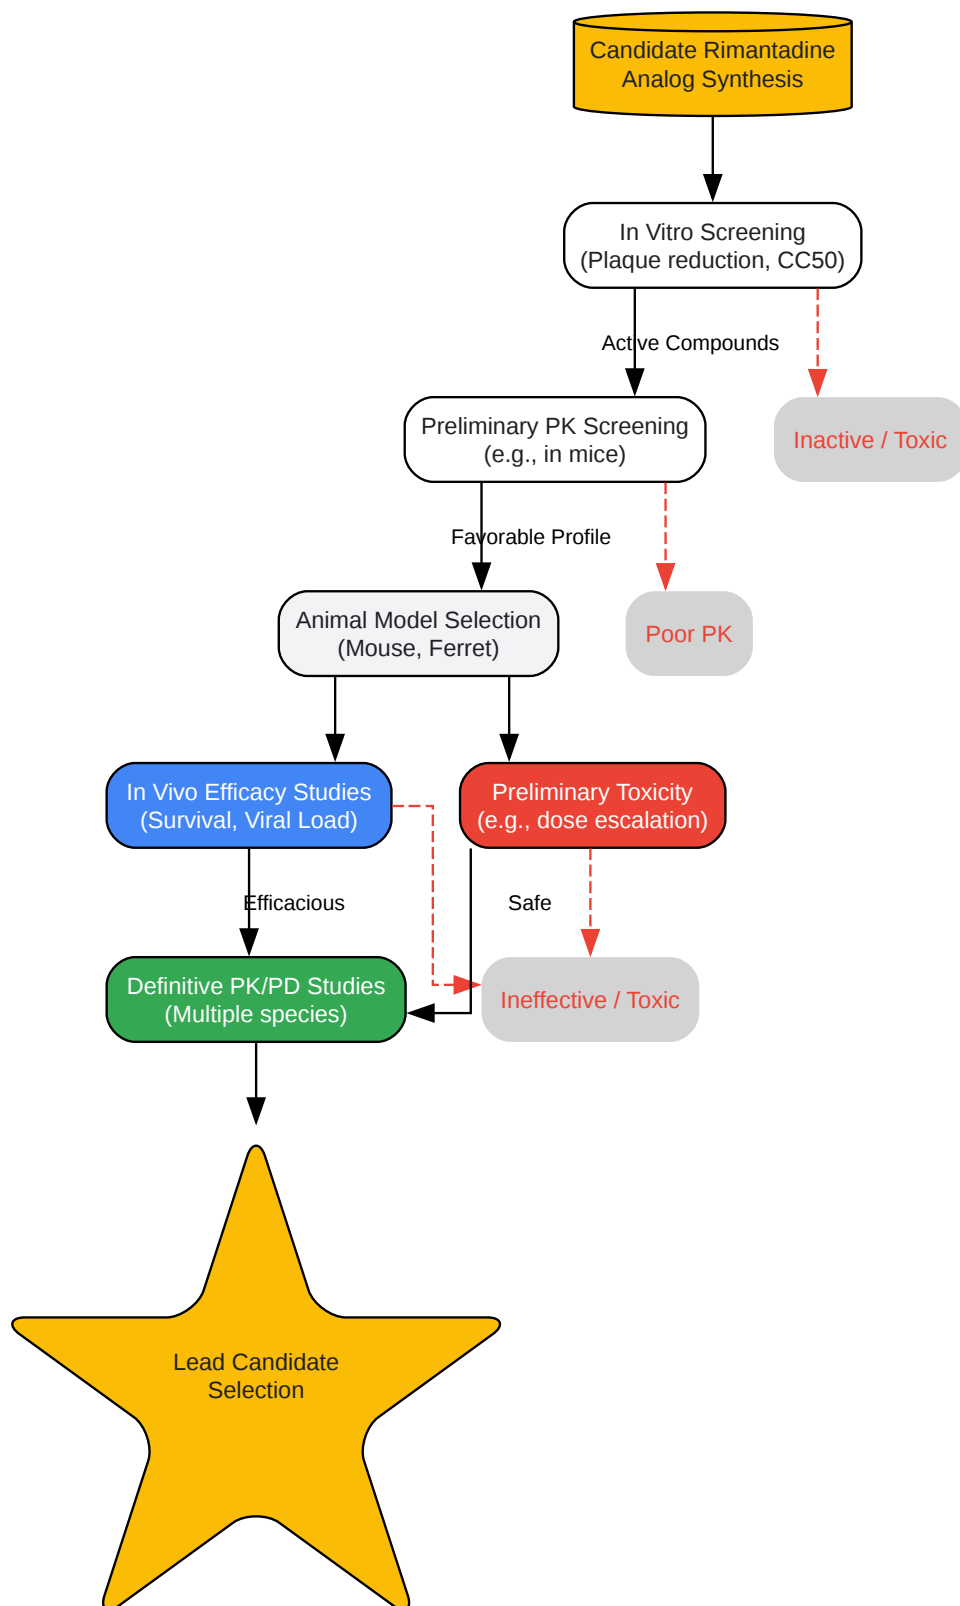 Candidate Rimantadine
Analog Synthesis
In Vitro Screening
(Plaque reduction, CC50)
Active Compounds
Preliminary PK Screening
(e.g., in mice)
Inactive / Toxic
Favorable Profile
Animal Model Selection
(Mouse, Ferret)
Poor PK
In Vivo Efficacy Studies
(Survival, Viral Load)
Preliminary Toxicity
(e.g., dose escalation)
Efficacious
Safe
Definitive PK/PD Studies
(Multiple species)
Ineffective / Toxic
Lead Candidate
Selection